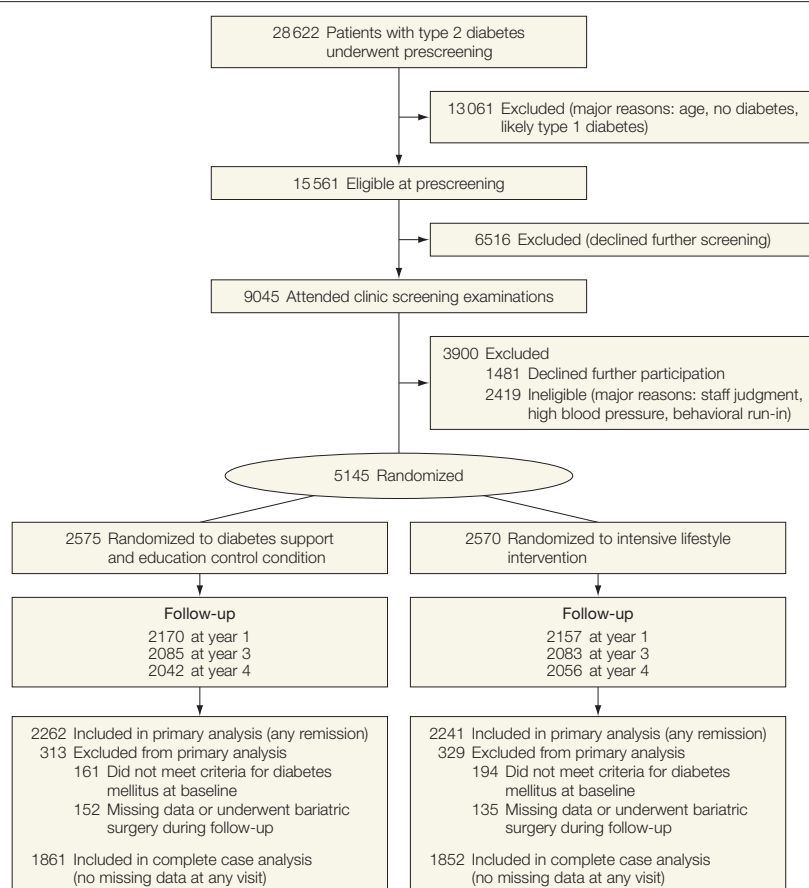 28622 Patients with type 2 diabetes
underwent prescreening
13061 Excluded (major reasons: age, no diabetes,
likely type 1 diabetes)
15561 Eligible at prescreening
6516 Excluded (declined further screening)
9045 Attended clinic screening examinations
3900 Excluded
1481 Declined further participation
2419 Ineligible (major reasons: staff judgment,
high blood pressure, behavioral run-in)
5145 Randomized
2575 Randomized to diabetes support
and education control condition
2570 Randomized to intensive lifestyle
intervention
Follow-up
2170 at year 1
2085 at year 3
2042 at year 4
Follow-up
2157 at year 1
2083 at year 3
2056 at year 4
2262 Included in primary analysis (any remission)
313 Excluded from primary analysis
161 Did not meet criteria for diabetes
mellitus at baseline
152 Missing data or underwent bariatric
surgery during follow-up
1861 Included in complete case analysis
(no missing data at any visit)
2241 Included in primary analysis (any remission)
329 Excluded from primary analysis
194 Did not meet criteria for diabetes
mellitus at baseline
135 Missing data or underwent bariatric
surgery during follow-up
1852 Included in complete case analysis
(no missing data at any visit)